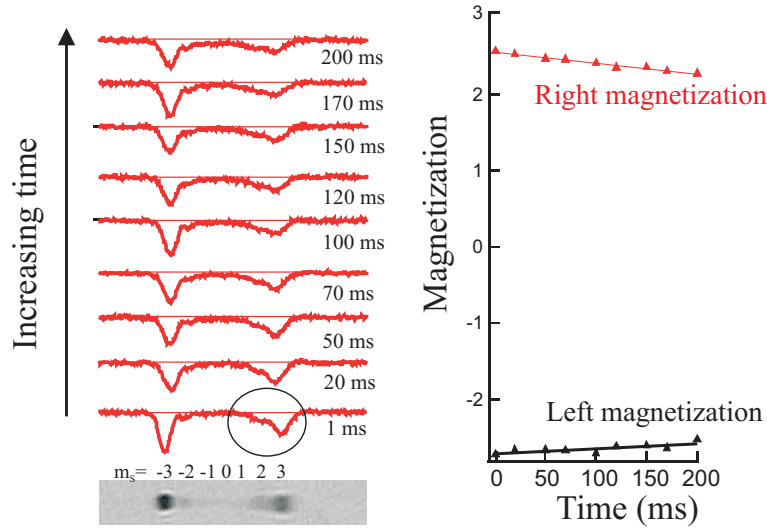 Increasing time
200 ms
170 ms
150 ms
120 ms
100 ms
70 ms
50 ms
20 ms
1 ms
m_s= -3 -2 -1 0 1 2 3
Magnetization
3
2
1
0
-1
-2
Right magnetization
Left magnetization
0 50 100 150 200
Time (ms)